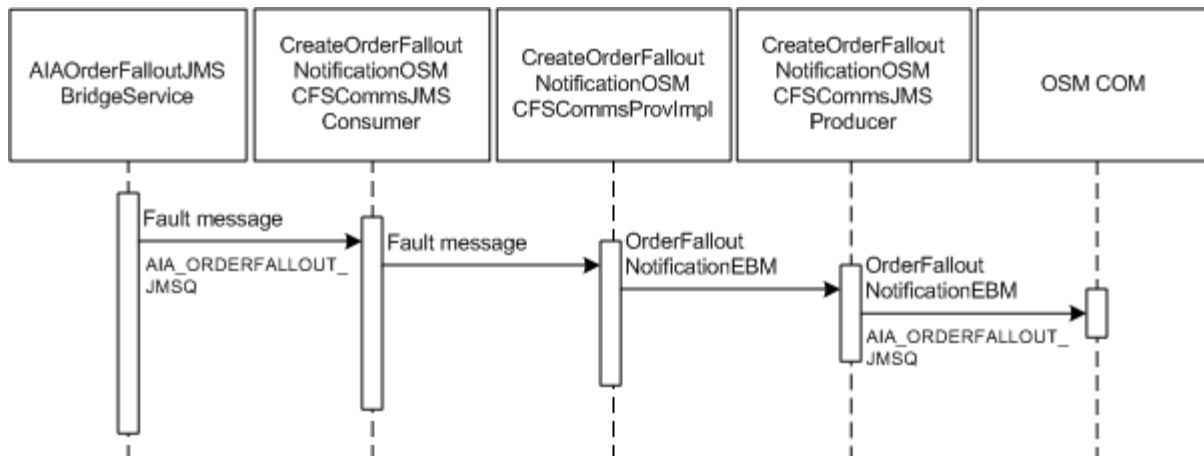 AIAOrderFalloutJMS
BridgeService
CreateOrderFallout
NotificationOSM
CFSCommsJMS
Consumer
CreateOrderFallout
NotificationOSM
CFSCommsProvImpl
CreateOrderFallout
NotificationOSM
CFSCommsJMS
Producer
OSM COM
Fault message
AIA_ORDERFALLOUT_
JMSQ
Fault message
OrderFallout
NotificationEBM
OrderFallout
NotificationEBM
AIA_ORDERFALLOUT_
JMSQ